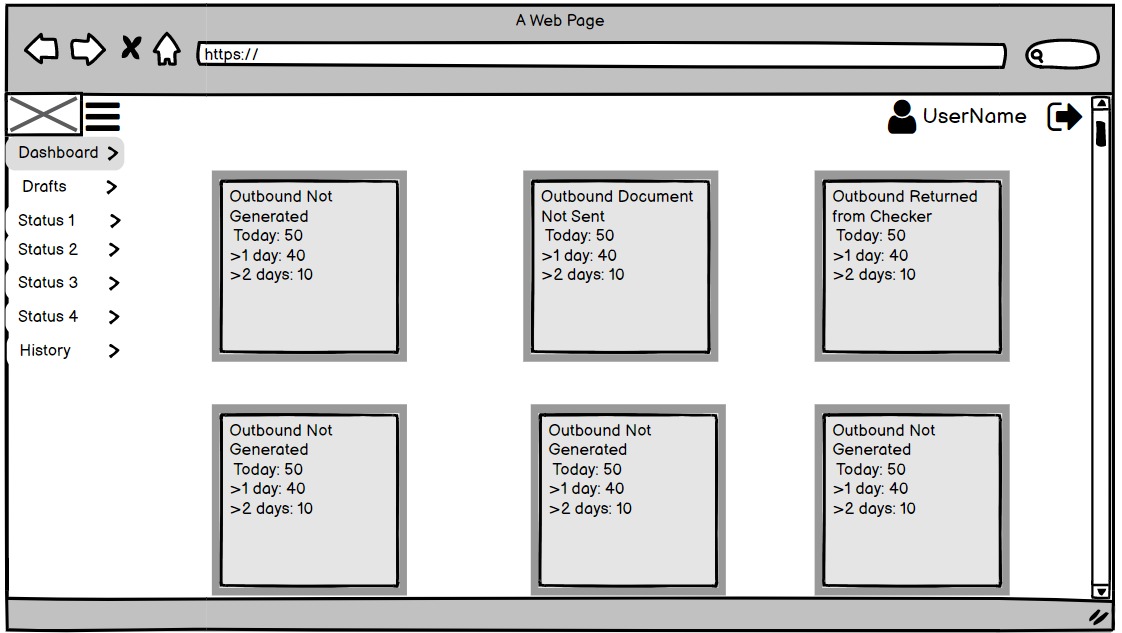 A Web Page
https://
UserName
Dashboard
Drafts
Status 1
Status 2
Status 3
Status 4
History
Outbound Not
Generated
Today: 50
>1 day: 40
>2 days: 10
Outbound Document
Not Sent
Today: 50
>1 day: 40
>2 days: 10
Outbound Returned
from Checker
Today: 50
>1 day: 40
>2 days: 10
Outbound Not
Generated
Today: 50
>1 day: 40
>2 days: 10
Outbound Not
Generated
Today: 50
>1 day: 40
>2 days: 10
Outbound Not
Generated
Today: 50
>1 day: 40
>2 days: 10